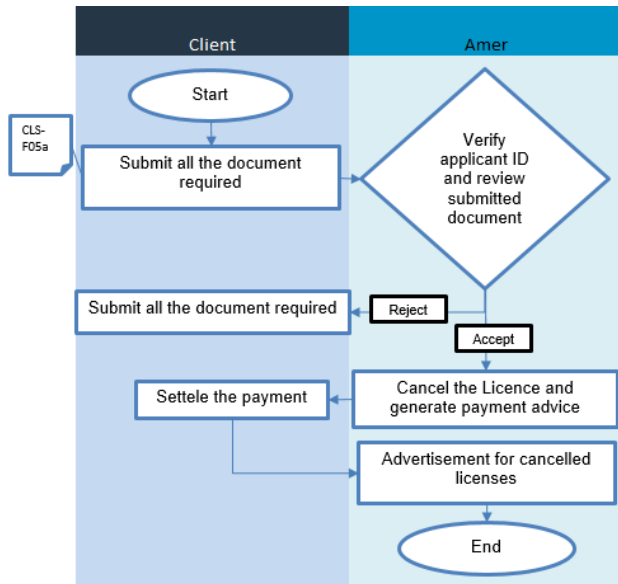 Client
Amer
Start
CLS-
F05a
Submit all the document
required
Verify
applicant ID
and review
submitted
document
Submit all the document required
Reject
Accept
Settele the payment
Cancel the Licence and
generate payment advice
Advertisement for cancelled
licenses
End